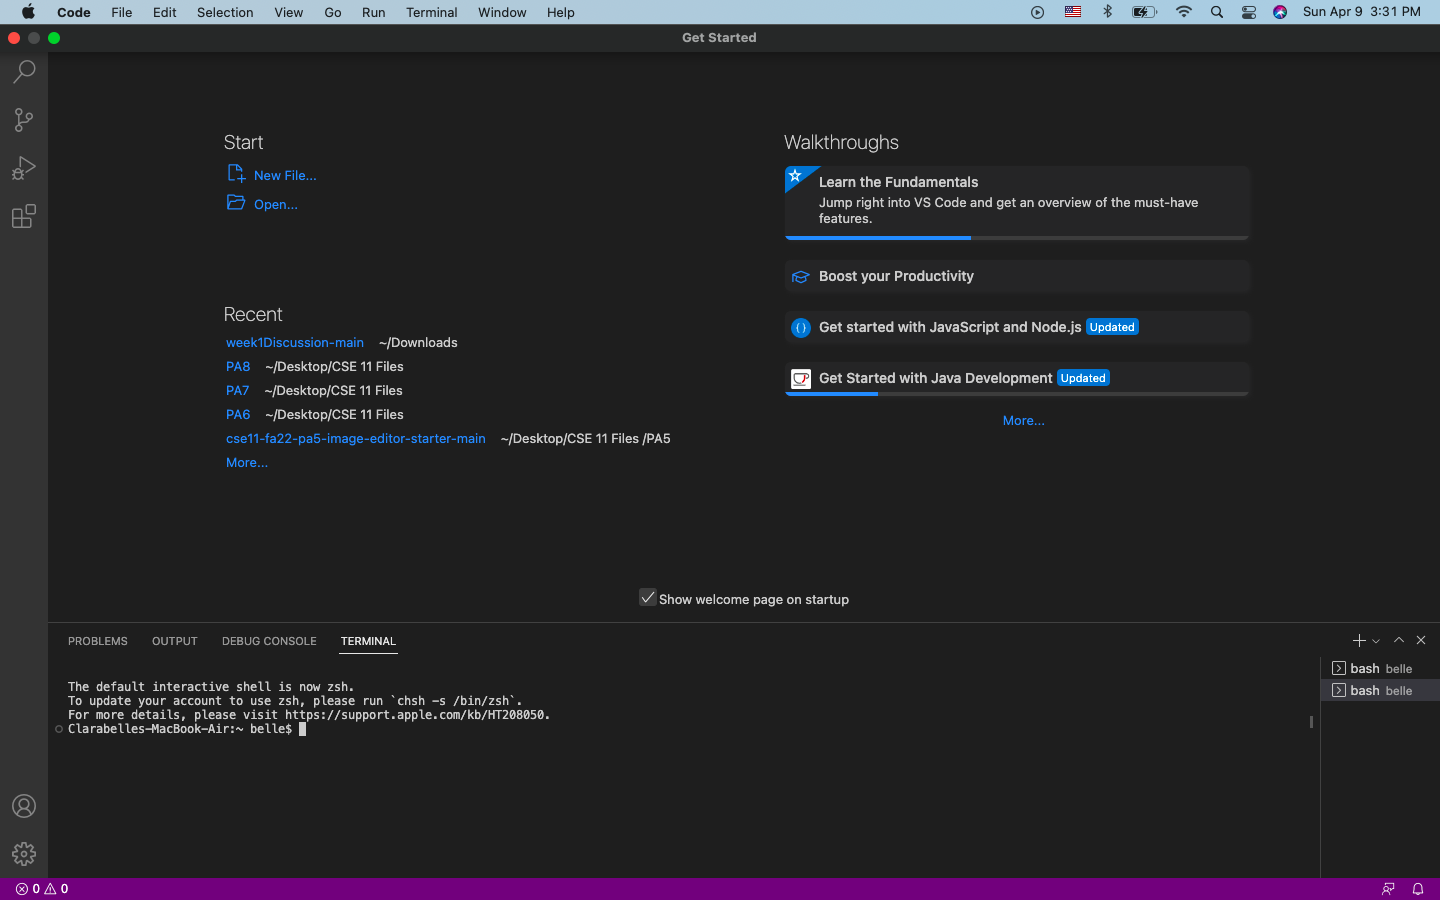 Code File Edit Selection View Go Run Terminal Window Help Sun Apr 9 3:31 PM
Get Started
Start
New File...
Open...
Recent
week1Discussion-main ~/Downloads
PA8 ~/Desktop/CSE 11 Files
PA7 ~/Desktop/CSE 11 Files
PA6 ~/Desktop/CSE 11 Files
cse11-fa22-pa5-image-editor-starter-main ~/Desktop/CSE 11 Files /PA5
More...
Walkthroughs
Learn the Fundamentals
Jump right into VS Code and get an overview of the must-have
features.
Boost your Productivity
Get started with JavaScript and Node.js Updated
Get Started with Java Development Updated
More...
Show welcome page on startup
PROBLEMS OUTPUT DEBUG CONSOLE TERMINAL
The default interactive shell is now zsh.
To update your account to use zsh, please run `chsh -s /bin/zsh`.
For more details, please visit https://support.apple.com/kb/HT208050.
Clarabelles-MacBook-Air:~ belle$
bash belle
bash belle
0 0